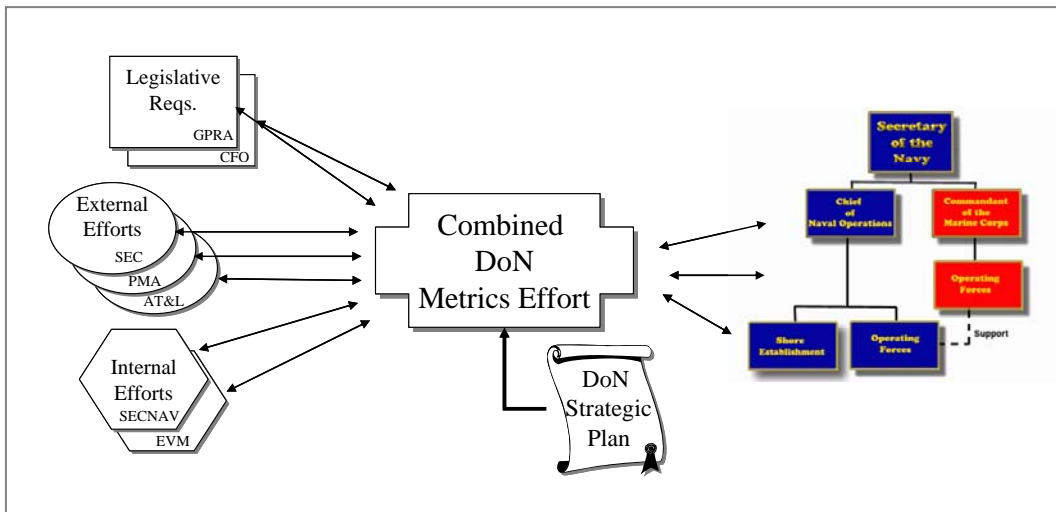 Legislative
Reqs.
GPRA
CFO
External
Efforts
SEC
PMA
AT&L
Internal
Efforts
SECNAV
EVM
Combined
DoN
Metrics Effort
DoN
Strategic
Plan
Secretary
of the
Navy
Chief
of
Naval Operations
Commandant
of the
Marine Corps
Operating
Forces
Support
Shore
Establishment
Operating
Forces